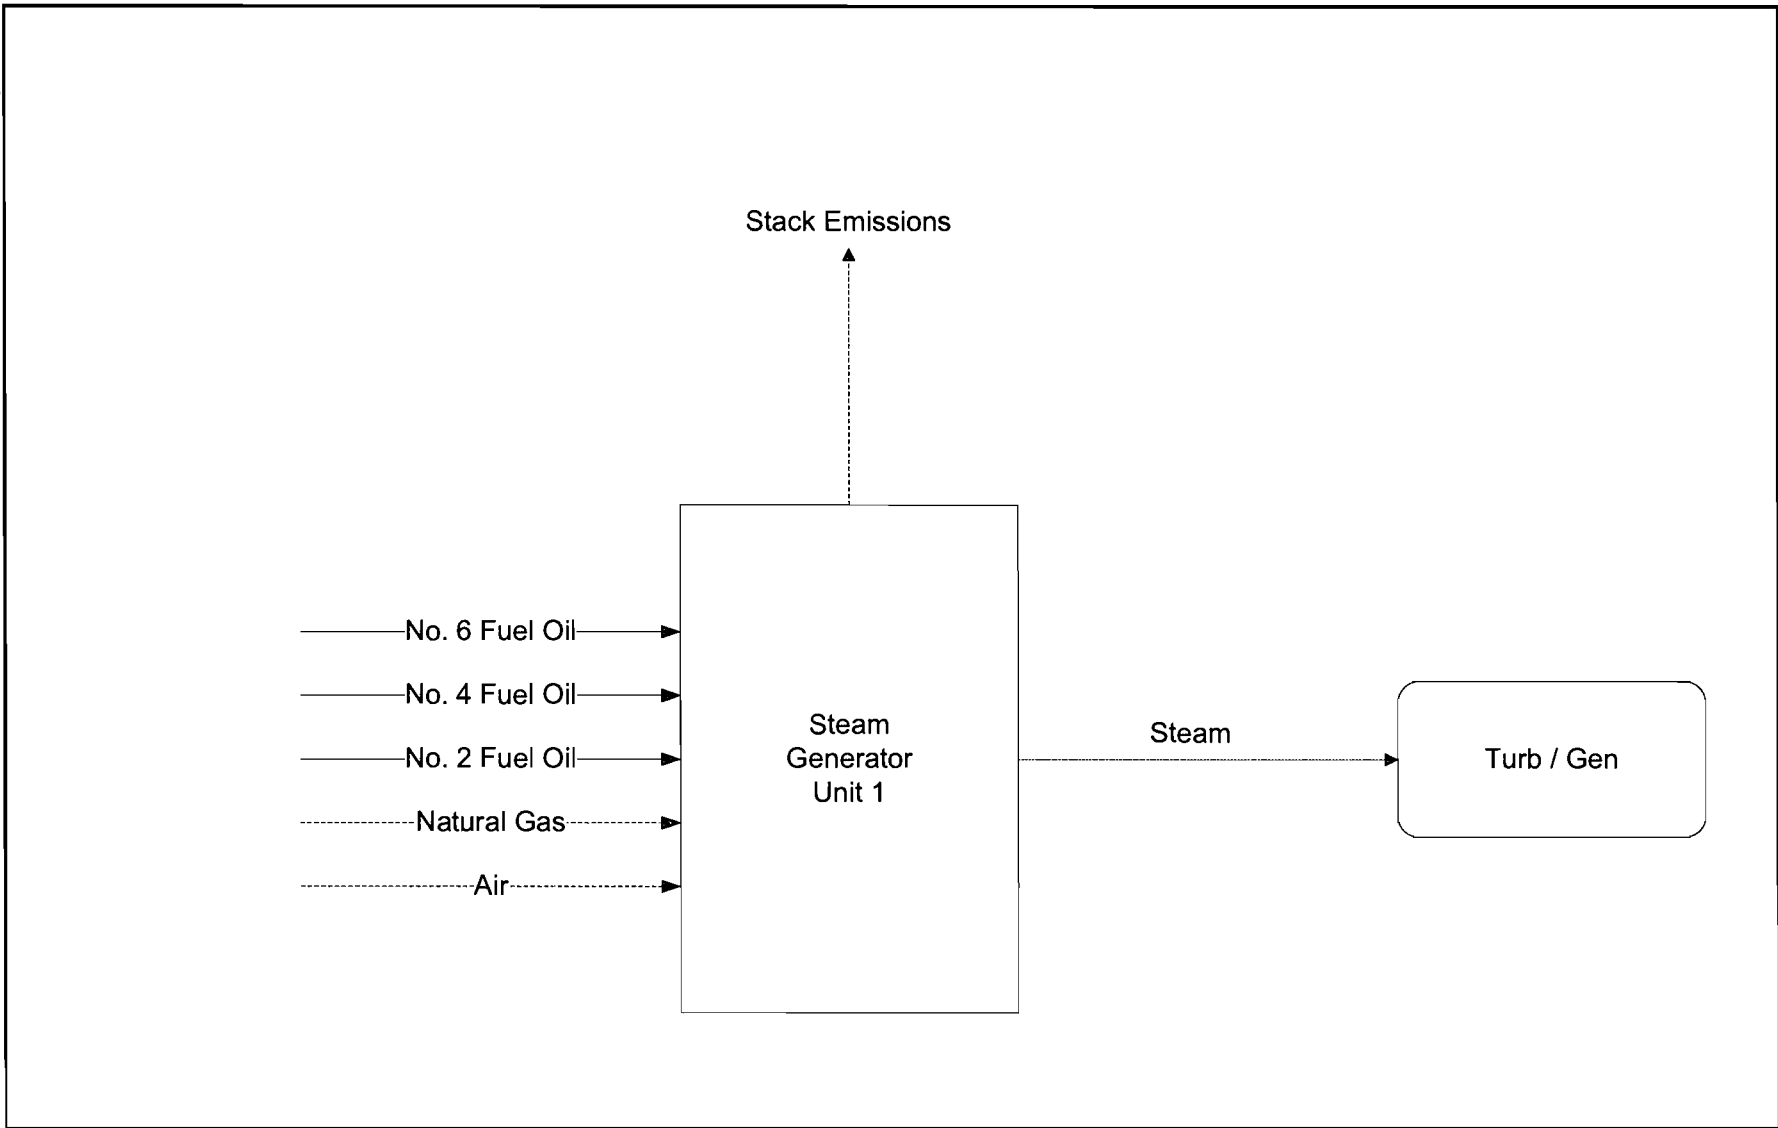 Stack Emissions
No. 6 Fuel Oil
No. 4 Fuel Oil
No. 2 Fuel Oil
Natural Gas
Air
Steam
Generator
Unit 1
Steam
Turb / Gen